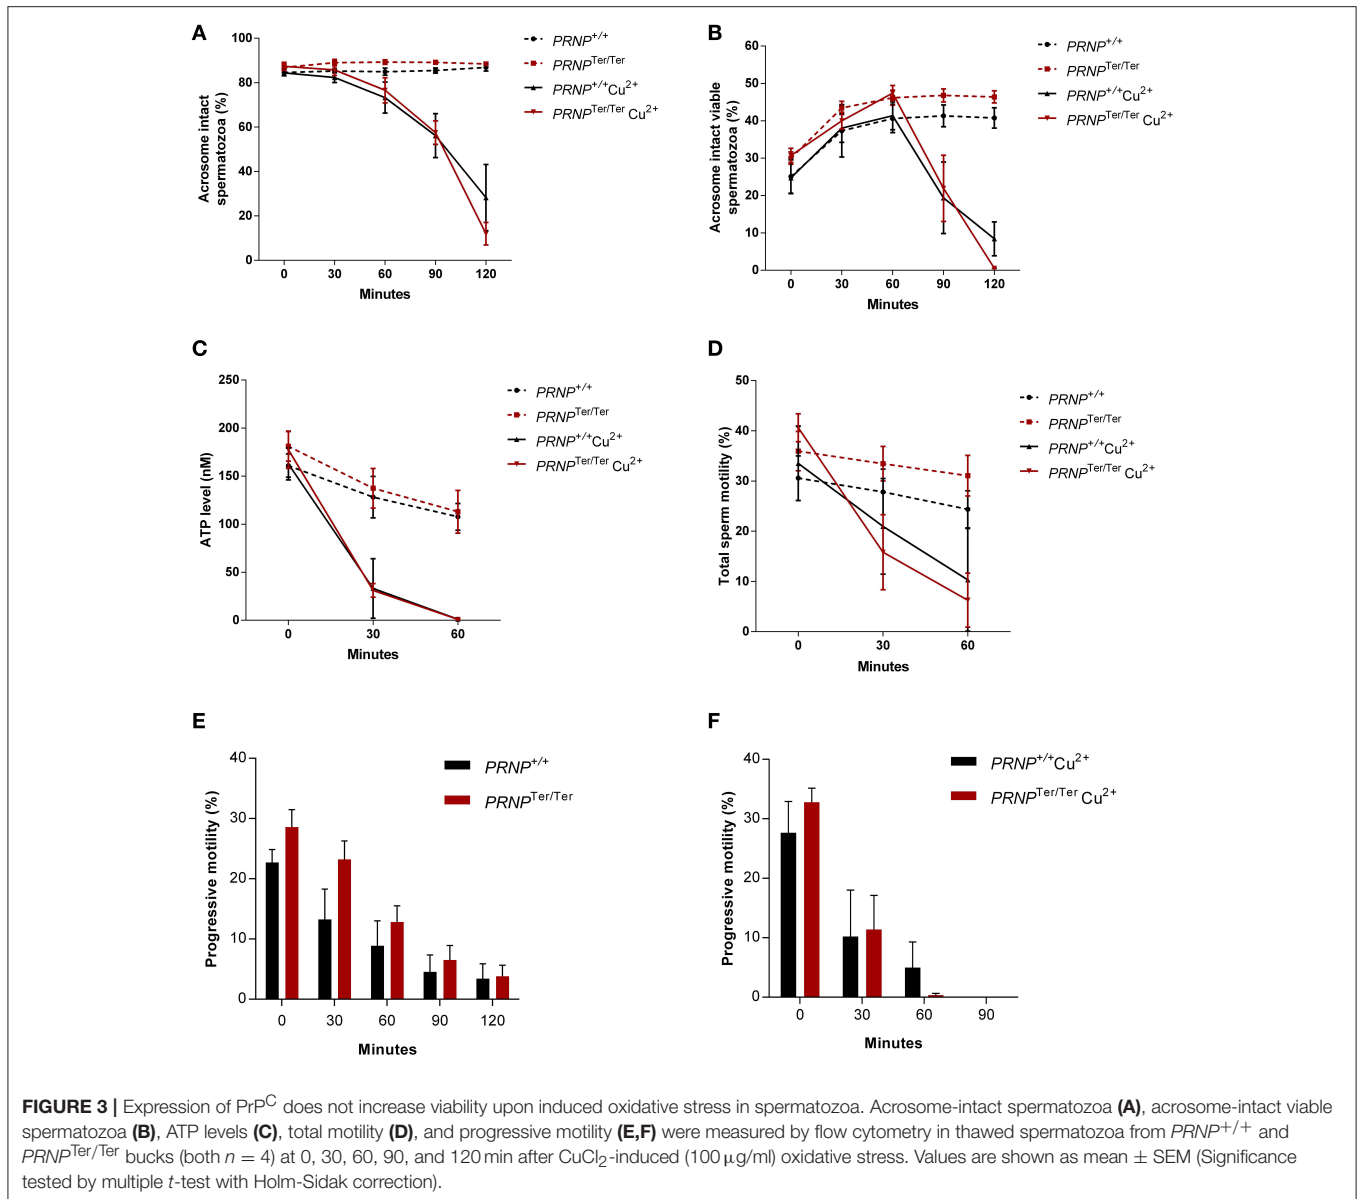 A
100
80
60
40
20
0
Acrosome intact
spermatozoa (%)
0 30 60 90 120
Minutes
PRNP+/+
PRNPTer/Ter
PRNP+/+Cu2+
PRNPTer/Ter Cu2+
B
60
50
40
30
20
10
0
Acrosome intact viable
spermatozoa (%)
0 30 60 90 120
Minutes
PRNP+/+
PRNPTer/Ter
PRNP+/+Cu2+
PRNPTer/Ter Cu2+
C
250
200
150
100
50
0
ATP level (nM)
0 30 60
Minutes
PRNP+/+
PRNPTer/Ter
PRNP+/+Cu2+
PRNPTer/Ter Cu2+
D
50
40
30
20
10
0
Total sperm motility (%)
0 30 60
Minutes
PRNP+/+
PRNPTer/Ter
PRNP+/+Cu2+
PRNPTer/Ter Cu2+
E
40
30
20
10
0
Progressive motility (%)
0 30 60 90 120
Minutes
PRNP+/+
PRNPTer/Ter
F
40
30
20
10
0
Progressive motility (%)
0 30 60 90
Minutes
PRNP+/+Cu2+
PRNPTer/Ter Cu2+
FIGURE 3 | Expression of PrPC does not increase viability upon induced oxidative stress in spermatozoa. Acrosome-intact spermatozoa (A), acrosome-intact viable
spermatozoa (B), ATP levels (C), total motility (D), and progressive motility (E,F) were measured by flow cytometry in thawed spermatozoa from PRNP+/+ and
PRNPTer/Ter bucks (both n = 4) at 0, 30, 60, 90, and 120 min after CuCl2-induced (100 μg/ml) oxidative stress. Values are shown as mean ± SEM (Significance
tested by multiple t-test with Holm-Sidak correction).